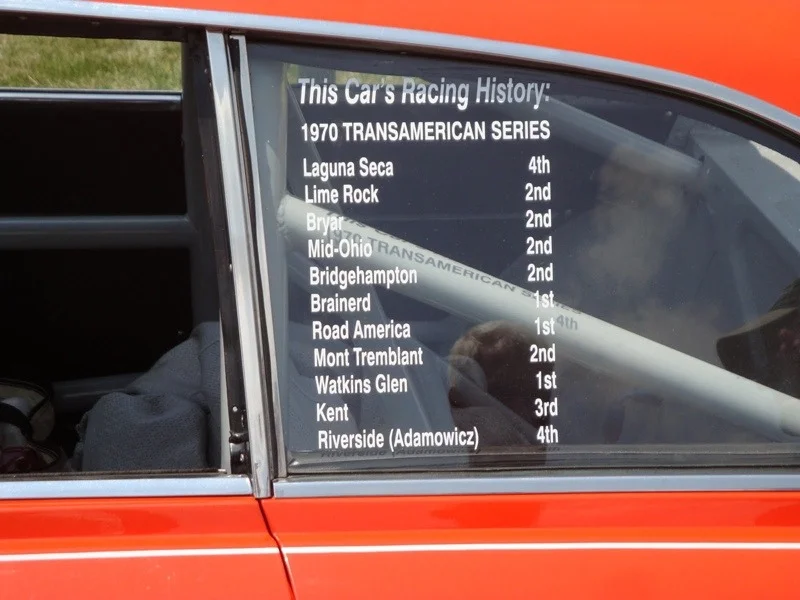 This Car's Racing History:
1970 TRANSAMERICAN SERIES
Laguna Seca 4th
Lime Rock 2nd
Bryar 2nd
Mid-Ohio 2nd
Bridgehampton 2nd
Brainerd 1st
Road America 1st
Mont Tremblant 2nd
Watkins Glen 1st
Kent 3rd
Riverside (Adamowicz) 4th